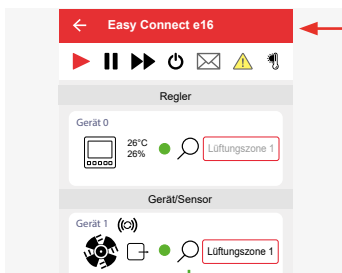 Easy Connect e16
Regler
Gerät 0
26°C
26%
Lüftungszone 1
Gerät/Sensor
Gerät 1
Lüftungszone 1